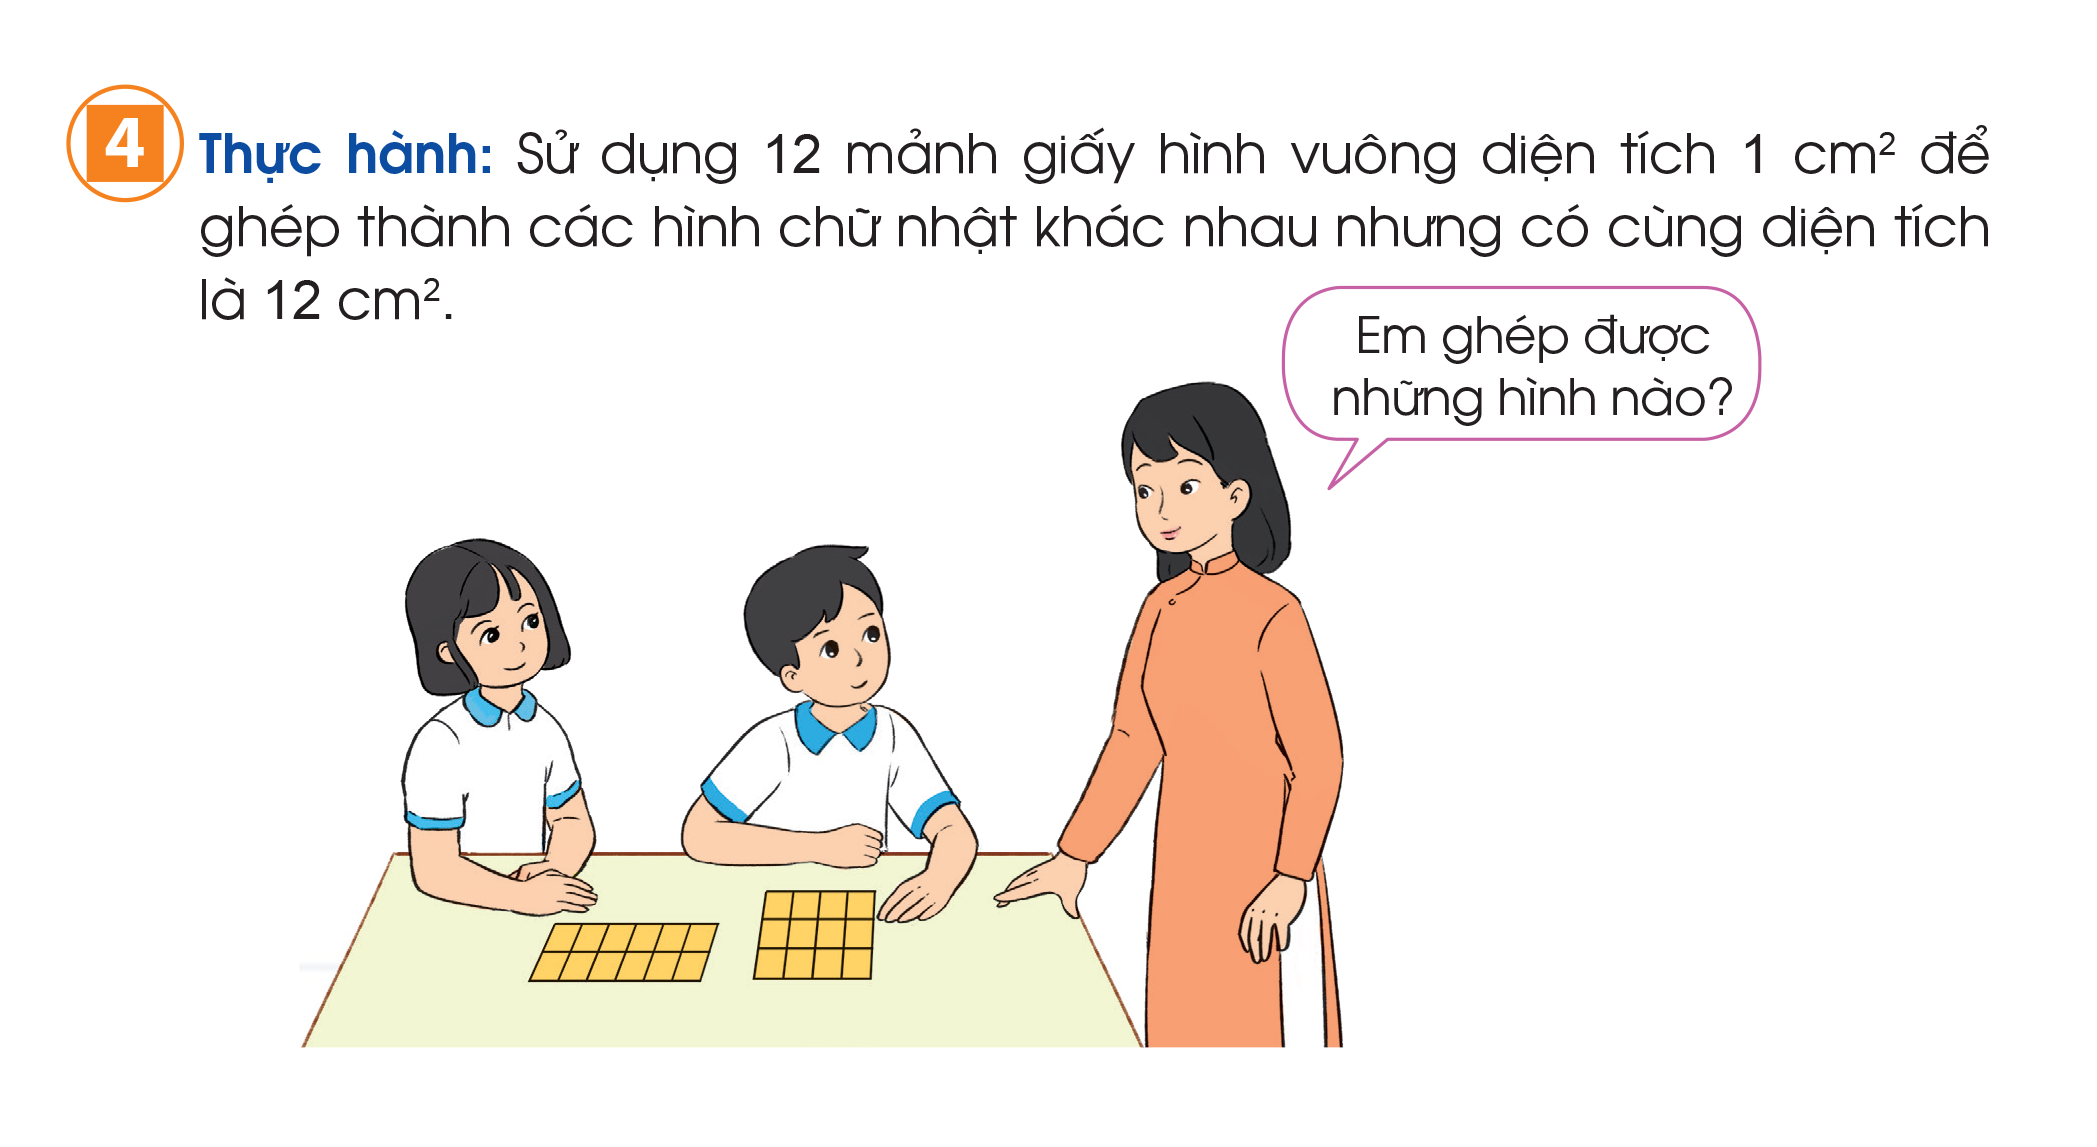 4 Thực hành: Sử dụng 12 mảnh giấy hình vuông diện tích 1 cm² để
ghép thành các hình chữ nhật khác nhau nhưng có cùng diện tích
là 12 cm².
Em ghép được
những hình nào?